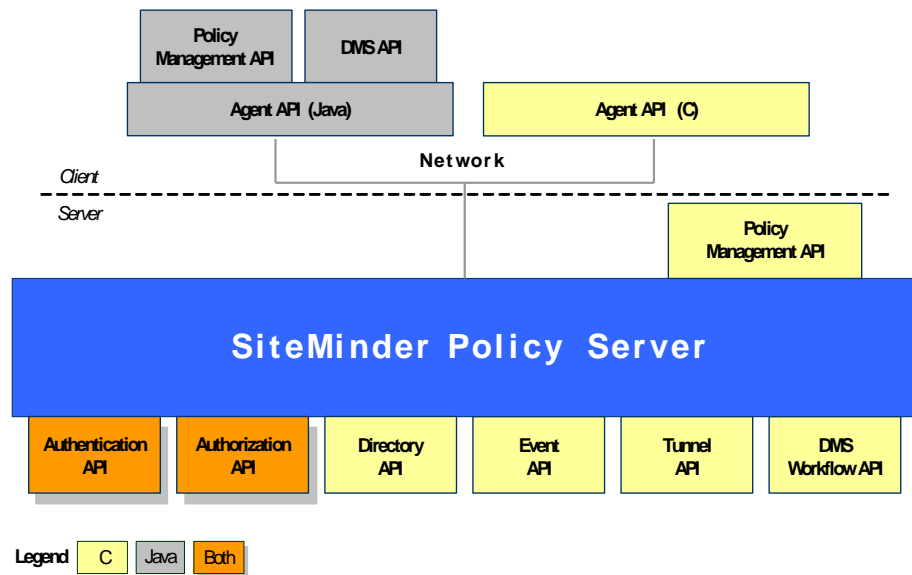 Policy
Management API
DMS API
Agent API (Java)
Agent API (C)
Network
Client
Server
Policy
Management API
SiteMinder Policy Server
Authentication
API
Authorization
API
Directory
API
Event
API
Tunnel
API
DMS
Workflow API
Legend C Java Both